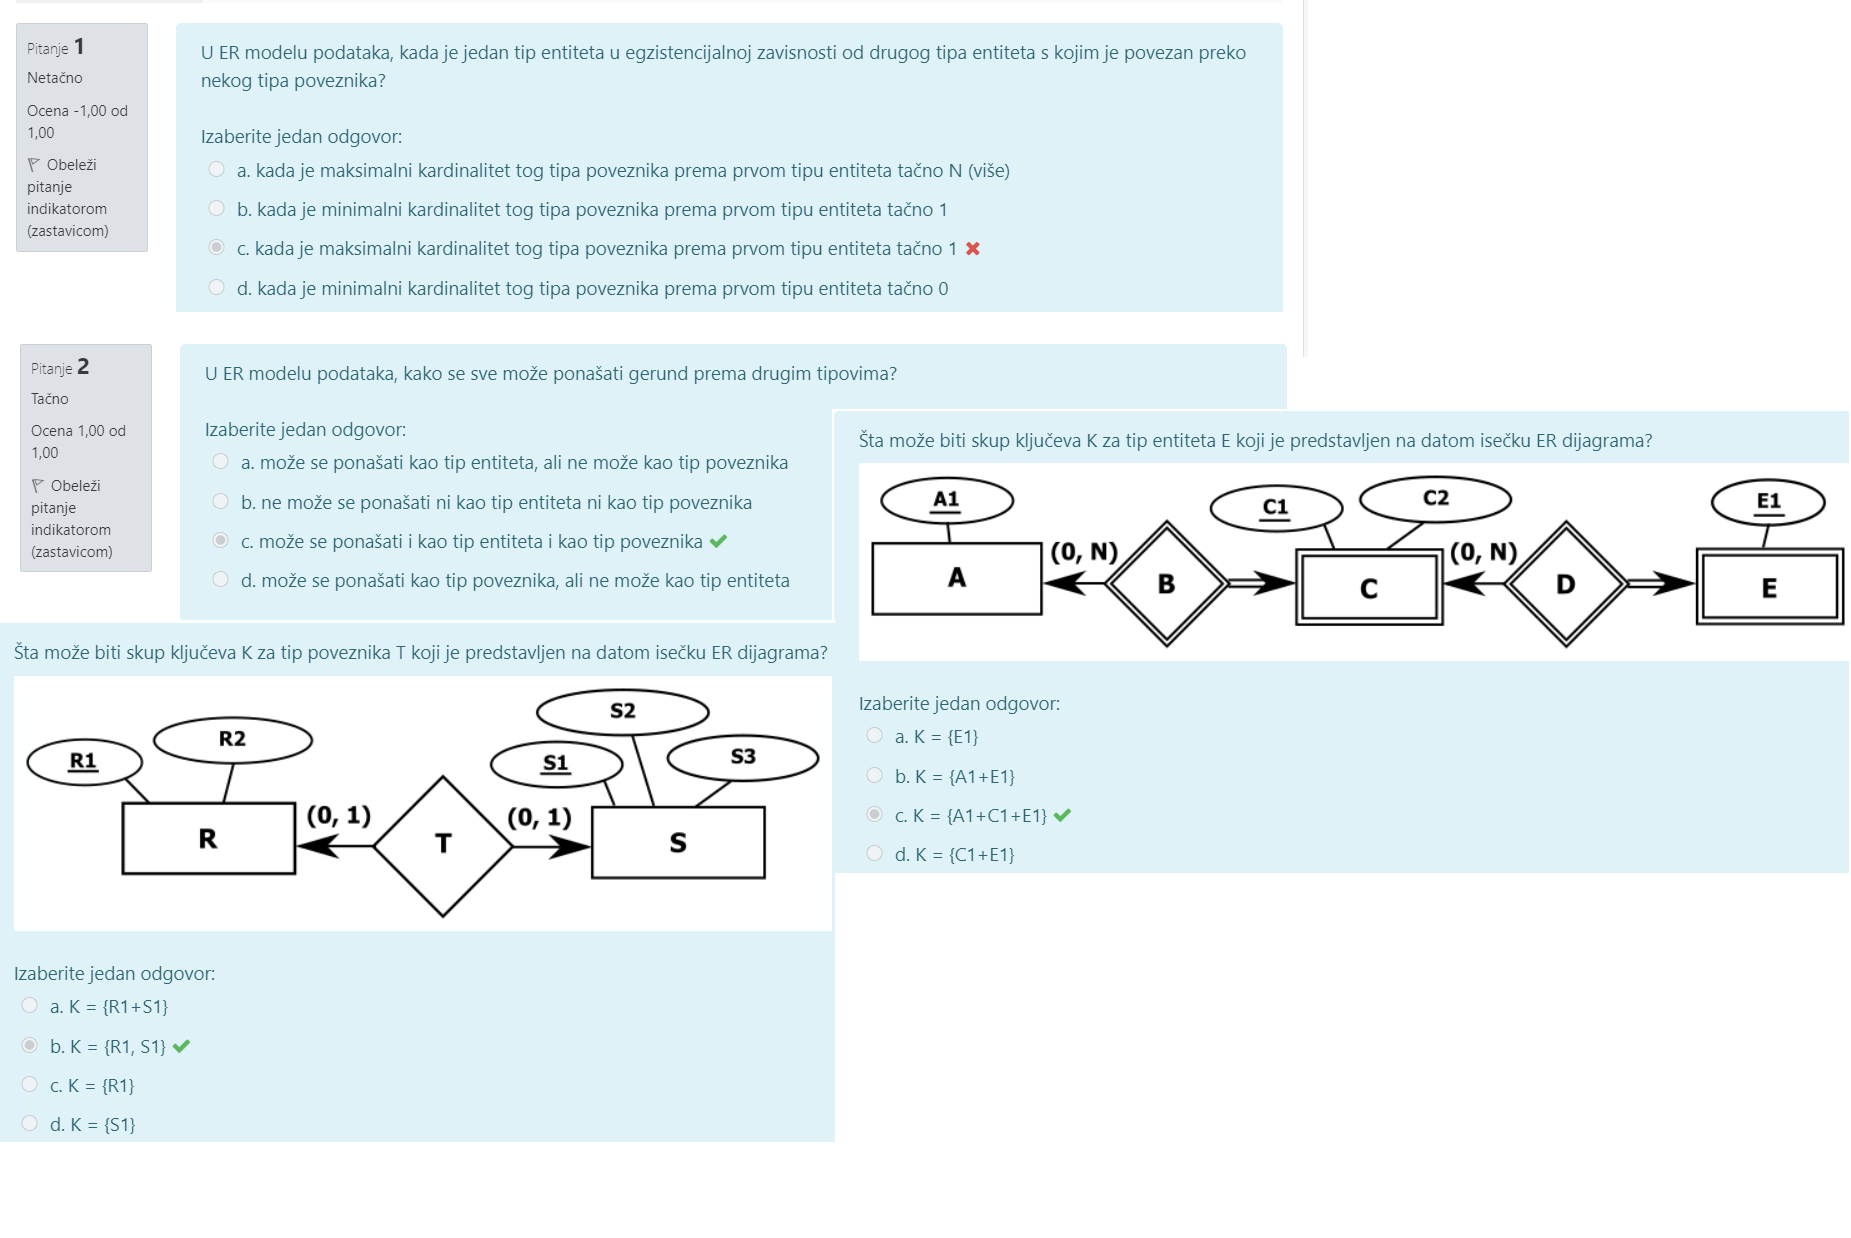 Pitanje 1
Netačno
Ocena -1,00 od
1,00
Obeleži
pitanje
indikatorom
(zastavicom)
U ER modelu podataka, kada je jedan tip entiteta u egzistencijalnoj zavisnosti od drugog tipa entiteta s kojim je povezan preko
nekog tipa poveznika?
Izaberite jedan odgovor:
a. kada je maksimalni kardinalitet tog tipa poveznika prema prvom tipu entiteta tačno N (više)
b. kada je minimalni kardinalitet tog tipa poveznika prema prvom tipu entiteta tačno 1
c. kada je maksimalni kardinalitet tog tipa poveznika prema prvom tipu entiteta tačno 1
d. kada je minimalni kardinalitet tog tipa poveznika prema prvom tipu entiteta tačno 0
Pitanje 2
Tačno
Ocena 1,00 od
1,00
Obeleži
pitanje
indikatorom
(zastavicom)
U ER modelu podataka, kako se sve može ponašati gerund prema drugim tipovima?
Izaberite jedan odgovor:
a. može se ponašati kao tip entiteta, ali ne može kao tip poveznika
b. ne može se ponašati ni kao tip entiteta ni kao tip poveznika
c. može se ponašati i kao tip entiteta i kao tip poveznika
d. može se ponašati kao tip poveznika, ali ne može kao tip entiteta
Šta može biti skup ključeva K za tip entiteta E koji je predstavljen na datom isečku ER dijagrama?
A1
C1
C2
E1
(0, N)
(0, N)
A
B
C
D
E
Izaberite jedan odgovor:
a. K = {E1}
b. K = {A1+E1}
c. K = {A1+C1+E1}
d. K = {C1+E1}
Šta može biti skup ključeva K za tip poveznika T koji je predstavljen na datom isečku ER dijagrama?
R1
R2
S1
S2
S3
(0, 1)
(0, 1)
R
T
S
Izaberite jedan odgovor:
a. K = {R1+S1}
b. K = {R1, S1}
c. K = {R1}
d. K = {S1}